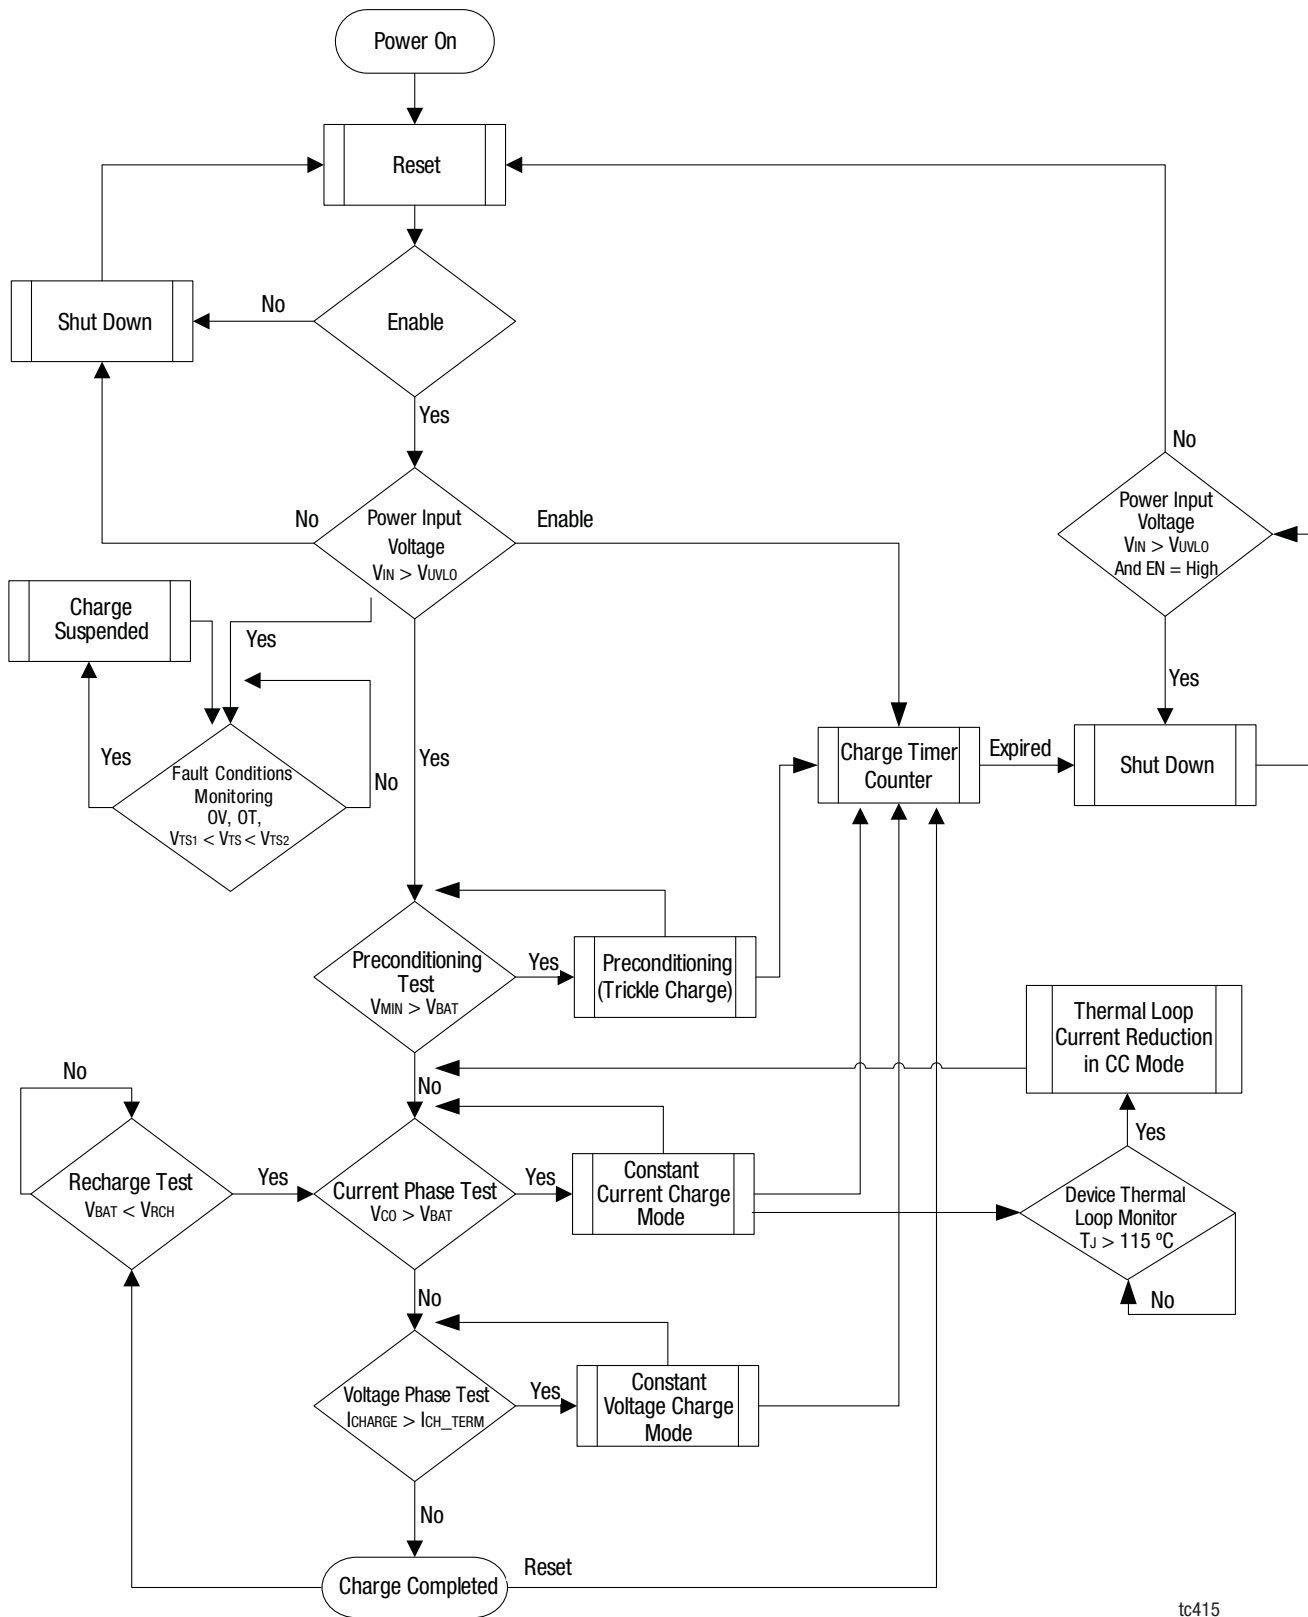 Power On
Reset
Shut Down
No
Enable
Yes
No
Power Input
Voltage
VIN > VUVLO
Enable
No
Power Input
Voltage
VIN > VUVLO
And EN = High
Charge
Suspended
Yes
Yes
Yes
Fault Conditions
Monitoring
OV, OT,
VTS1 < VTS < VTS2
No
Yes
Charge Timer
Counter
Expired
Shut Down
Preconditioning
Test
VMIN > VBAT
Yes
Preconditioning
(Trickle Charge)
Thermal Loop
Current Reduction
in CC Mode
No
No
Yes
Recharge Test
VBAT < VRCH
Yes
Current Phase Test
VCO > VBAT
Yes
Constant
Current Charge
Mode
Device Thermal
Loop Monitor
TJ > 115 ºC
No
No
Voltage Phase Test
ICHARGE > ICH_TERM
Yes
Constant
Voltage Charge
Mode
No
Charge Completed
Reset
tc415